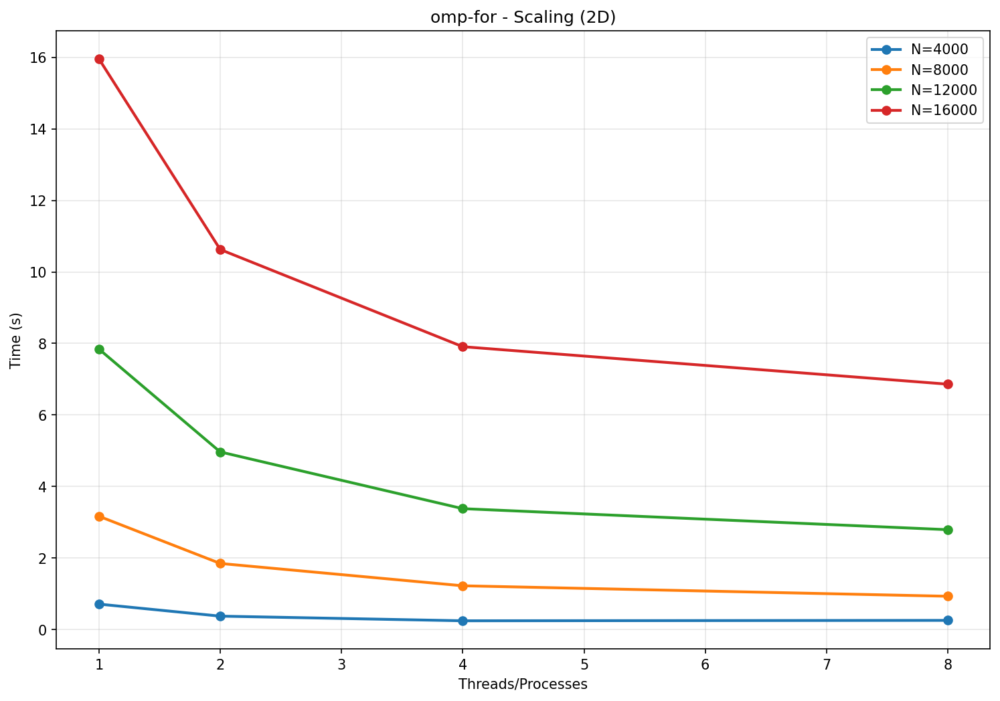 omp-for - Scaling (2D)
N=4000
N=8000
N=12000
N=16000
Time (s)
16
14
12
10
8
6
4
2
0
1 2 3 4 5 6 7 8
Threads/Processes